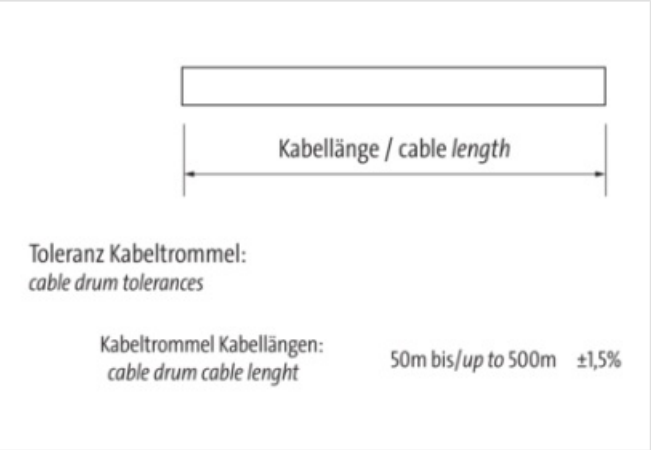 Kabellänge / cable length
Toleranz Kabeltrommel:
cable drum tolerances
Kabeltrommel Kabellängen:
cable drum cable lenght
50m bis/up to 500m ±1,5%